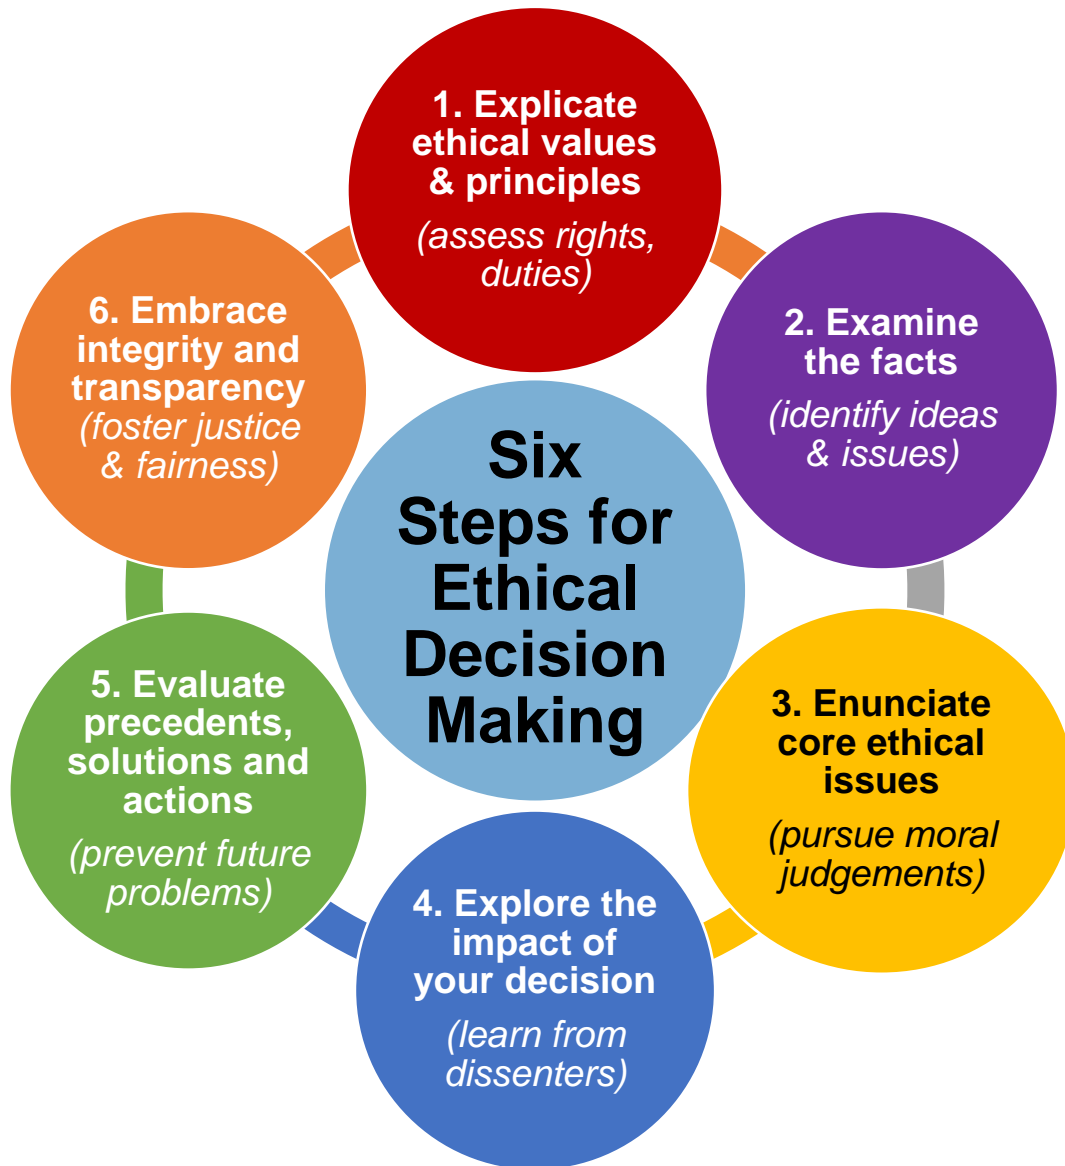 1. Explicate
ethical values
& principles
(assess rights,
duties)
2. Examine
the facts
(identify ideas
& issues)
3. Enunciate
core ethical
issues
(pursue moral
judgements)
4. Explore the
impact of
your decision
(learn from
dissenters)
5. Evaluate
precedents,
solutions and
actions
(prevent future
problems)
6. Embrace
integrity and
transparency
(foster justice
& fairness)
Six
Steps for
Ethical
Decision
Making